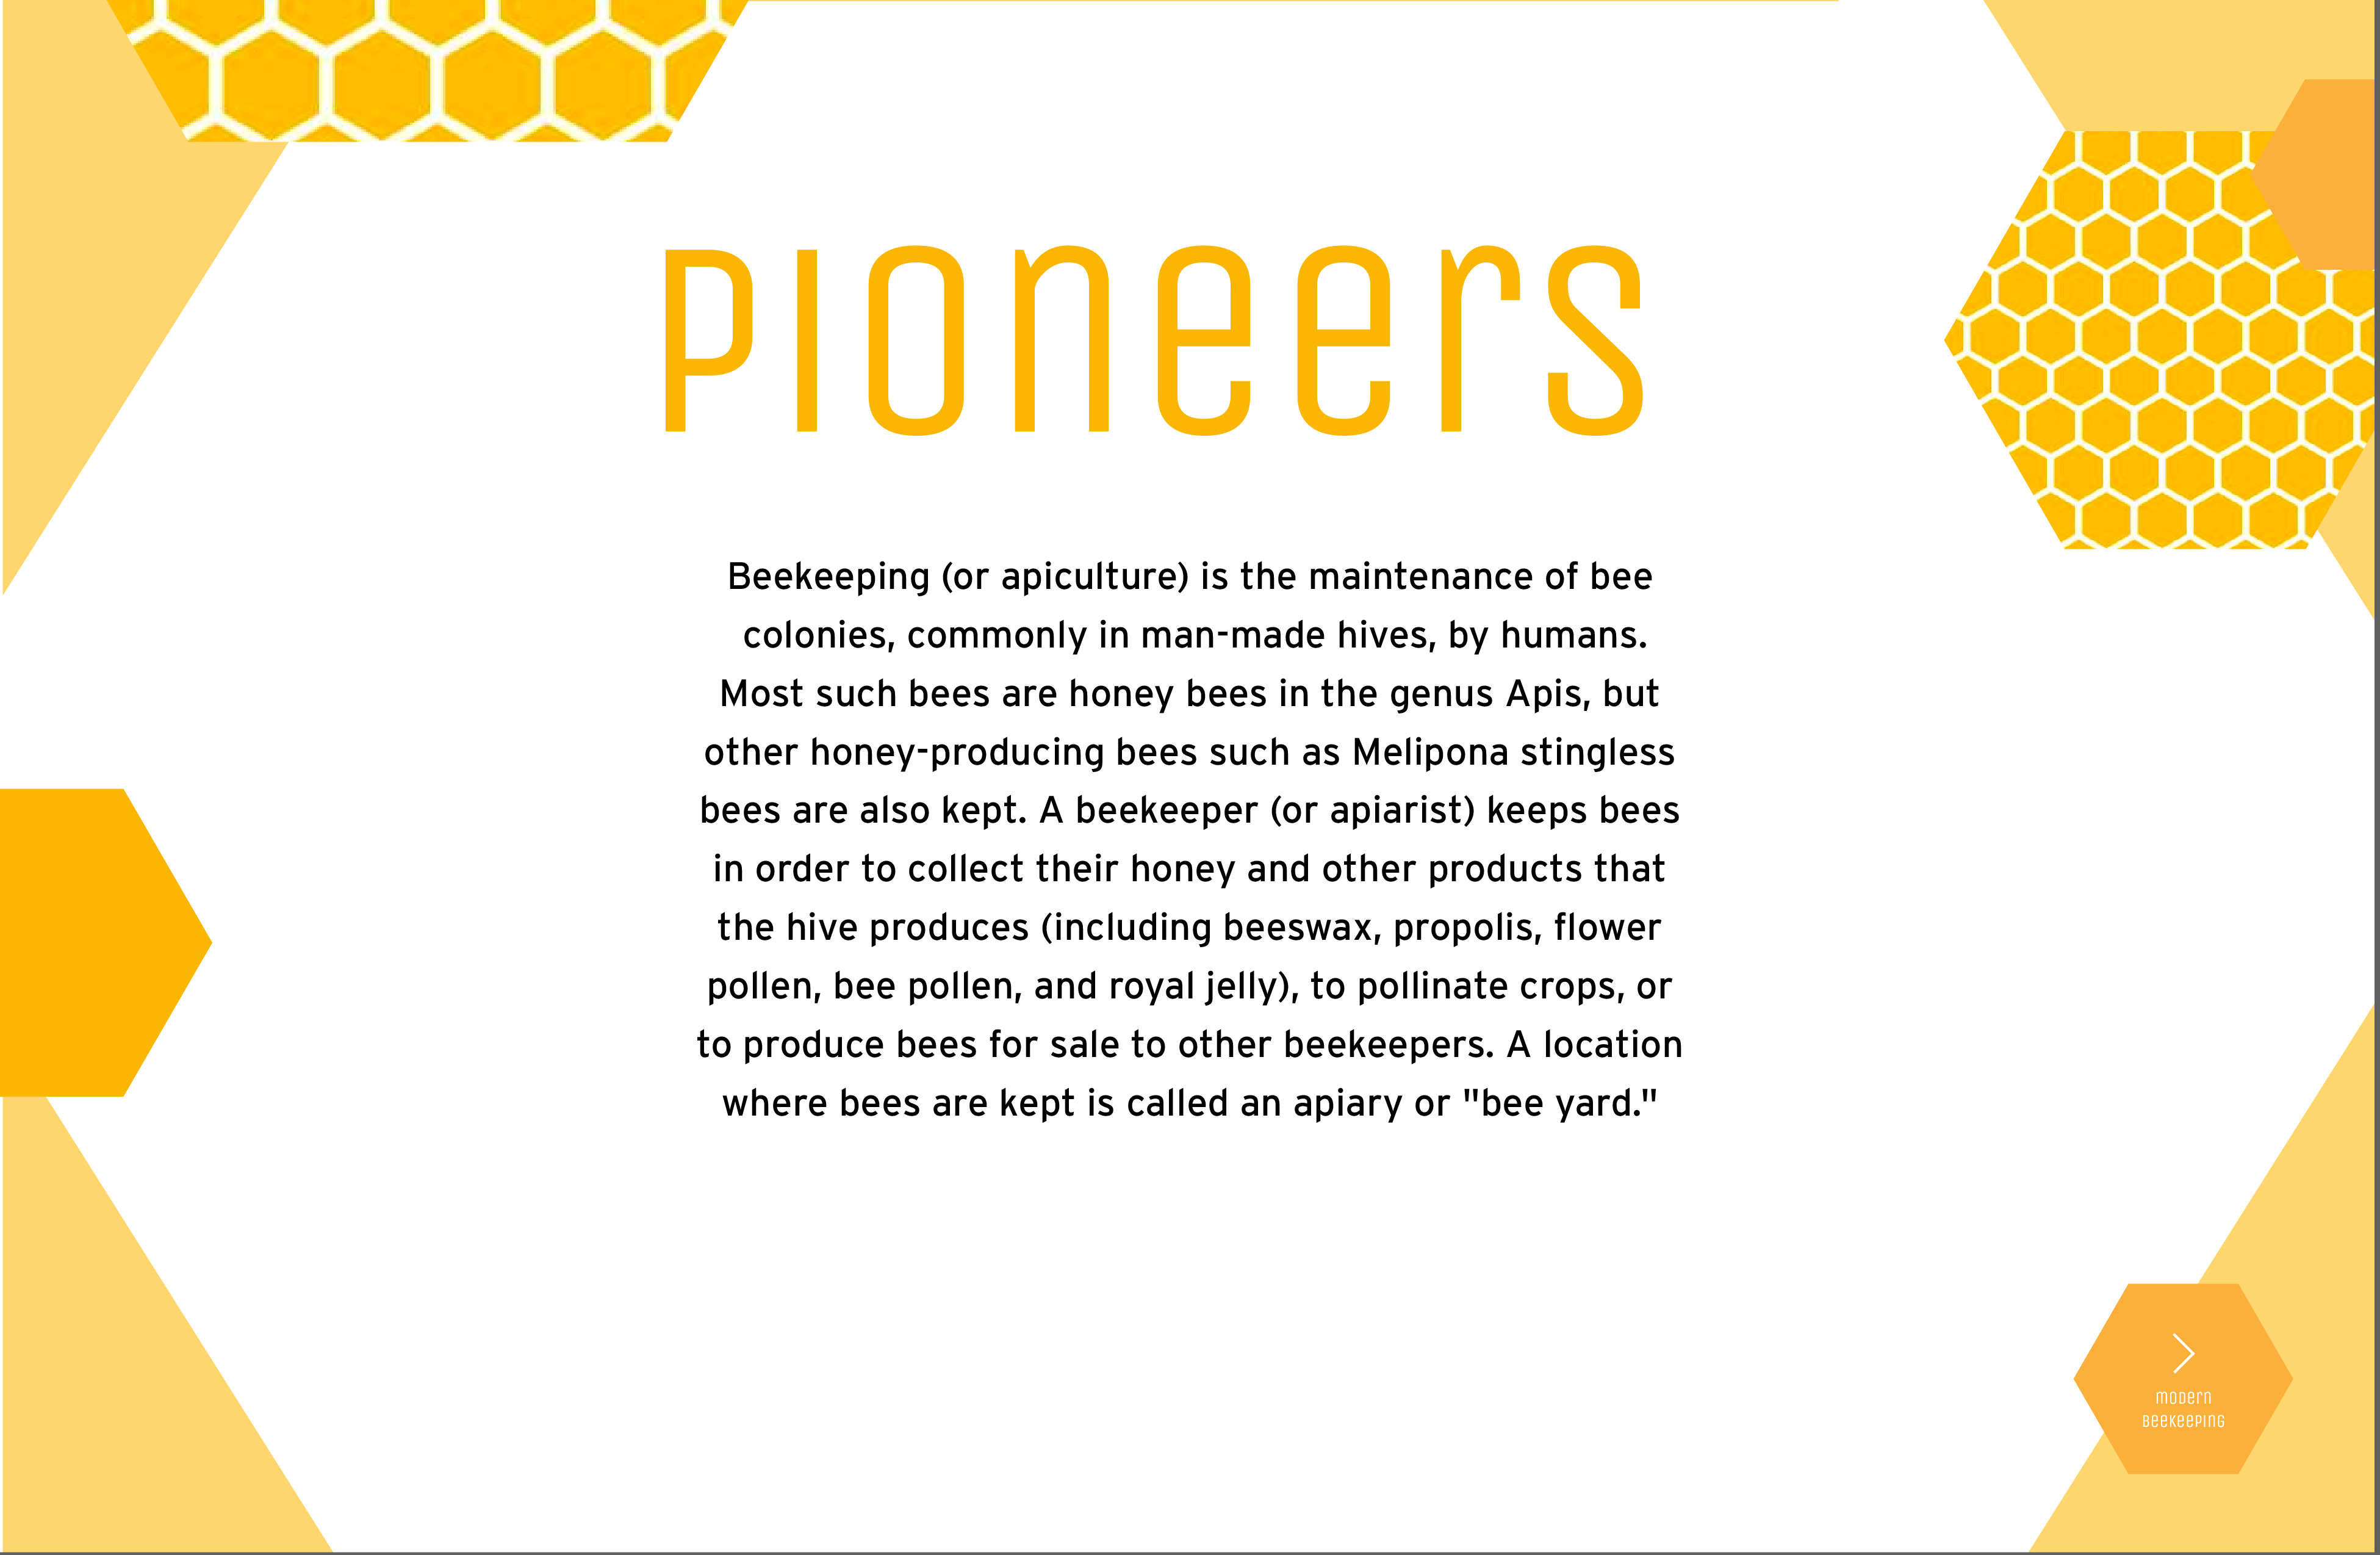 Pioneers
Beekeeping (or apiculture) is the maintenance of bee
colonies, commonly in man-made hives, by humans.
Most such bees are honey bees in the genus Apis, but
other honey-producing bees such as Melipona stingless
bees are also kept. A beekeeper (or apiarist) keeps bees
in order to collect their honey and other products that
the hive produces (including beeswax, propolis, flower
pollen, bee pollen, and royal jelly), to pollinate crops, or
to produce bees for sale to other beekeepers. A location
where bees are kept is called an apiary or "bee yard."
modern
beekeeping